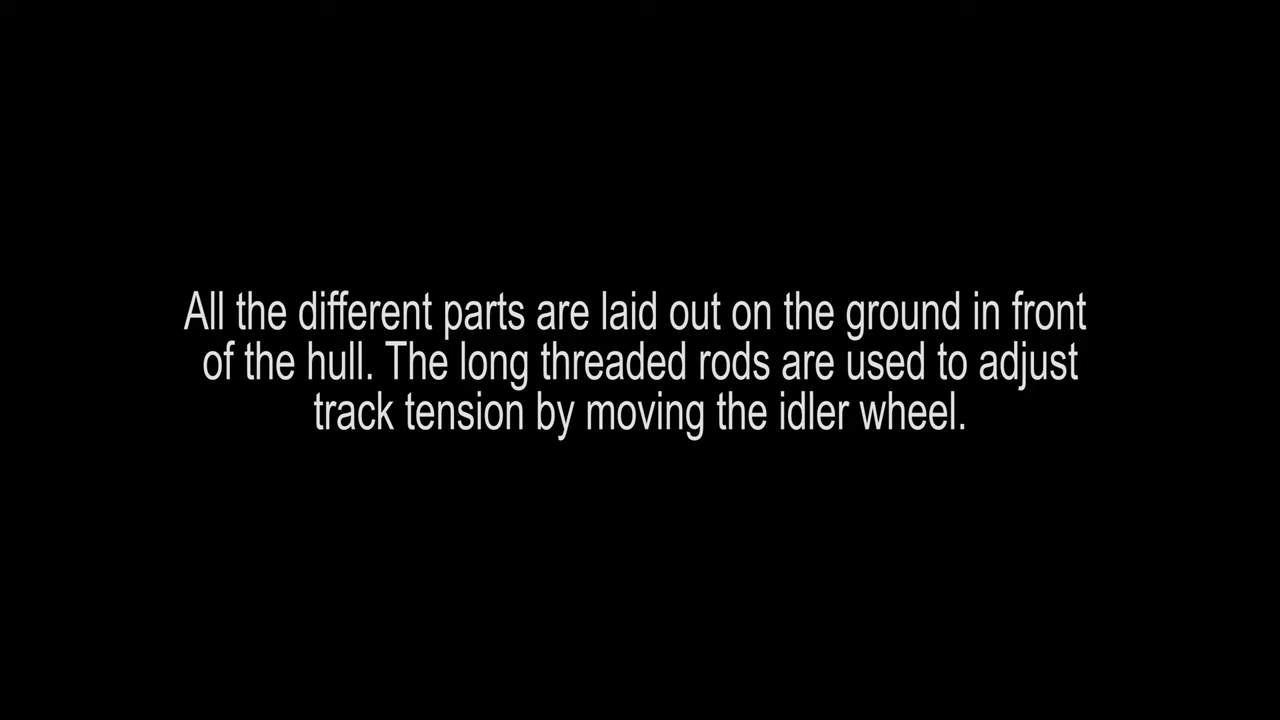 All the different parts are laid out on the ground in front
of the hull. The long threaded rods are used to adjust
track tension by moving the idler wheel.